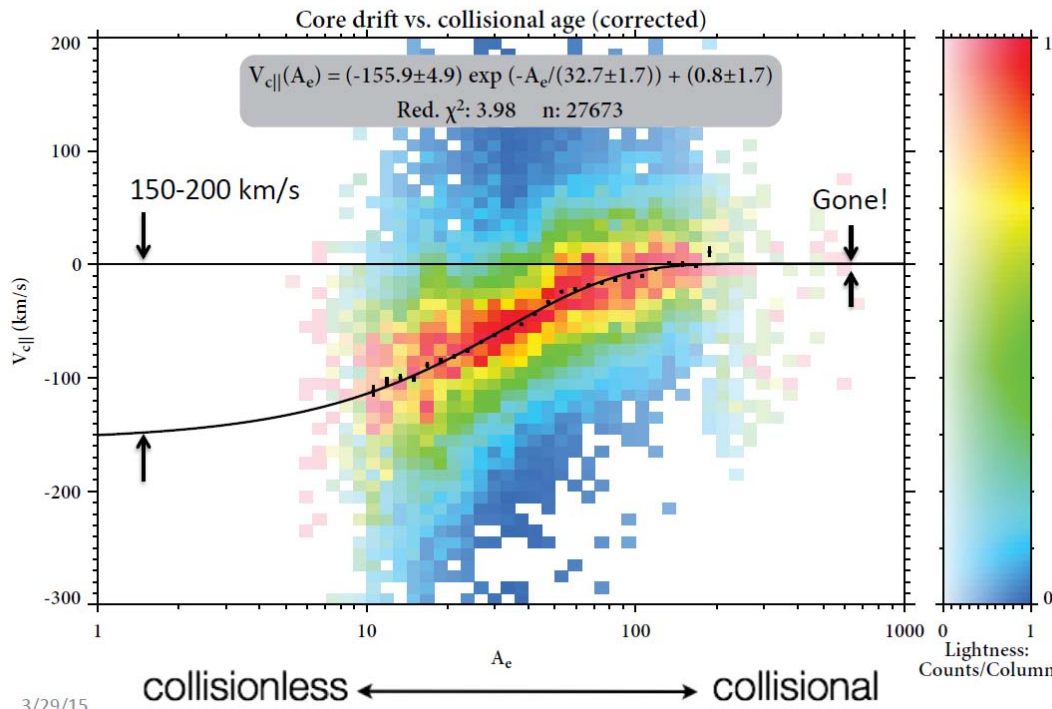 Core drift vs. collisional age (corrected)
V_c||(A_e) = (-155.9±4.9) exp (-A_e/(32.7±1.7)) + (0.8±1.7)
Red. χ²: 3.98 n: 27673
150-200 km/s
Gone!
200
100
0
-100
-200
-300
V_c|| (km/s)
1
10
100
1000
A_e
collisionless
collisional
1
0
0
1
Lightness:
Counts/Column
3/29/15